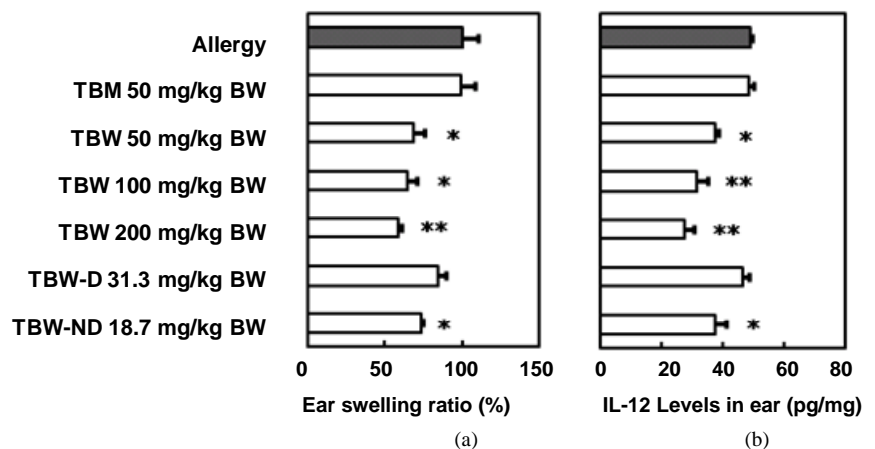 Allergy
TBM 50 mg/kg BW
TBW 50 mg/kg BW
TBW 100 mg/kg BW
TBW 200 mg/kg BW
TBW-D 31.3 mg/kg BW
TBW-ND 18.7 mg/kg BW
*
*
**
*
*
**
**
*
0 50 100 150
0 20 40 60 80
Ear swelling ratio (%)
IL-12 Levels in ear (pg/mg)
(a)
(b)